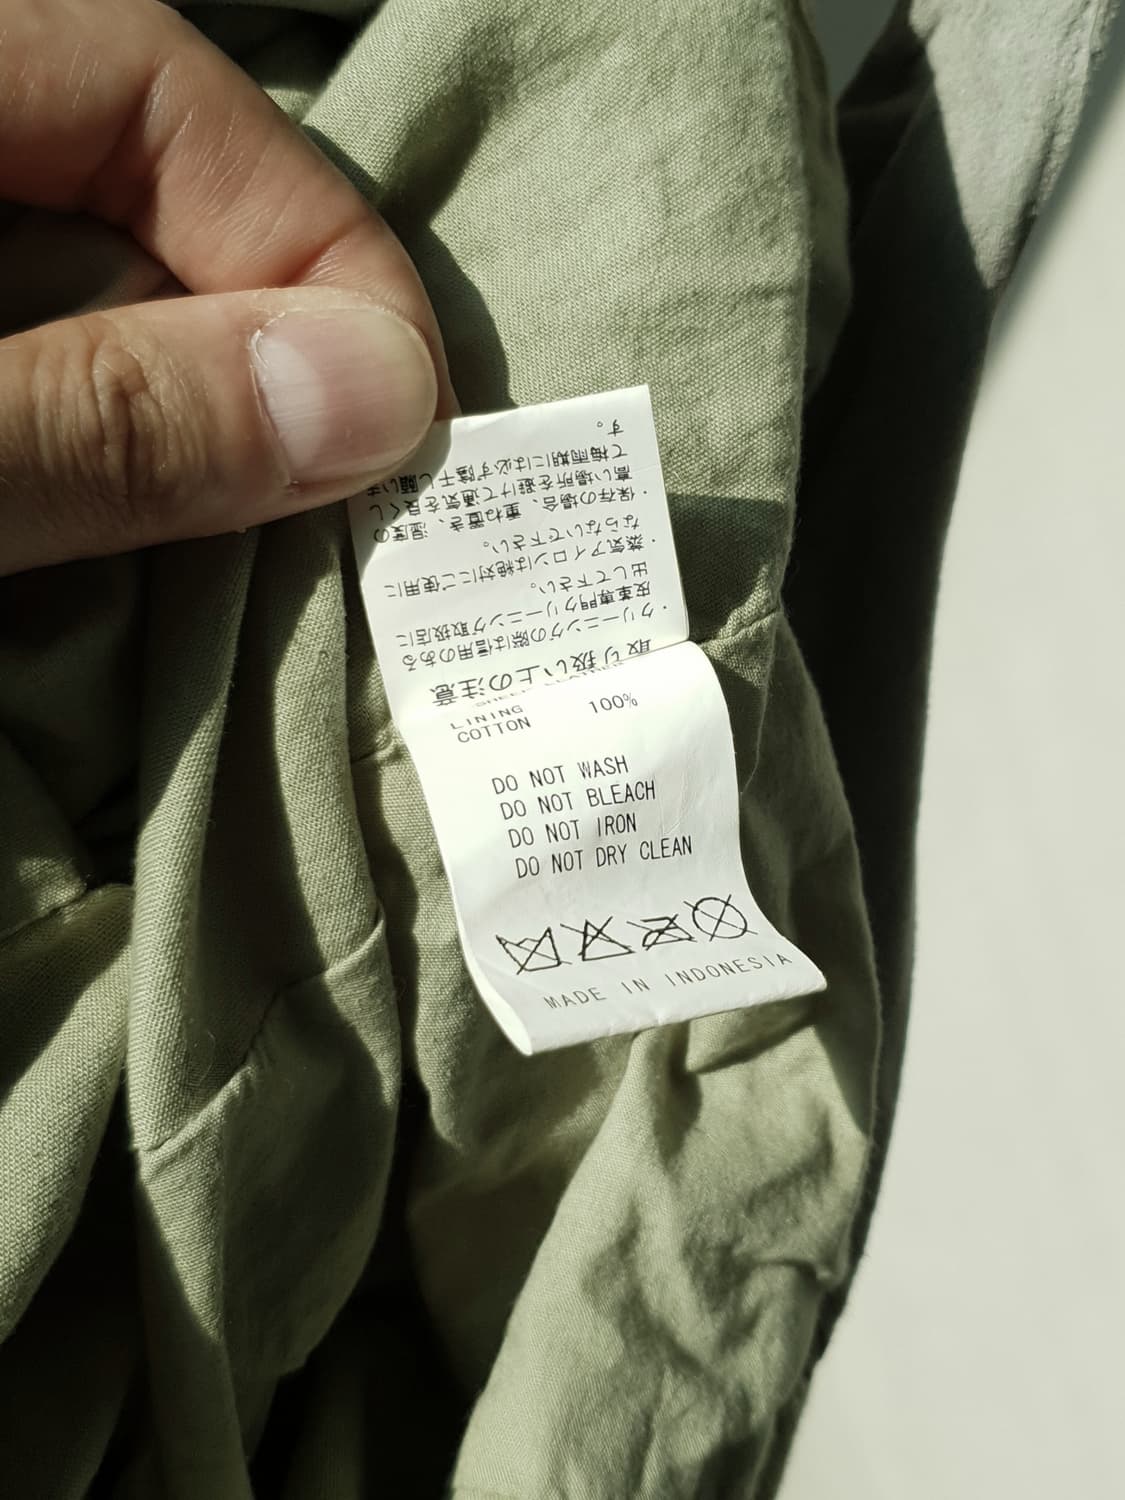 取り扱い上の注意
・クリーニングの際は信用のある
皮革専門クリーニング取扱店に
出して下さい。
・蒸気アイロンは絶対にご使用に
ならないで下さい。
・保存の場合、重ね置き、湿度の
高い場所を避けて通気を良くし
て梅雨期には必ず陰干し願いま
す。
LINING
COTTON 100%
DO NOT WASH
DO NOT BLEACH
DO NOT IRON
DO NOT DRY CLEAN
MADE IN INDONESIA